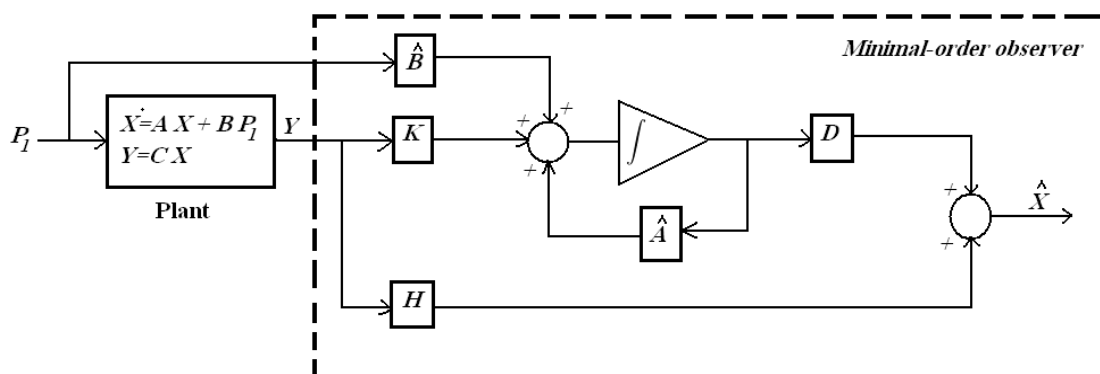 Minimal-order observer
B̂
P₁
Ẋ=A X + B P₁
Y=C X
Y
Plant
K
+
+
+
∫
D
Â
H
+
+
X̂